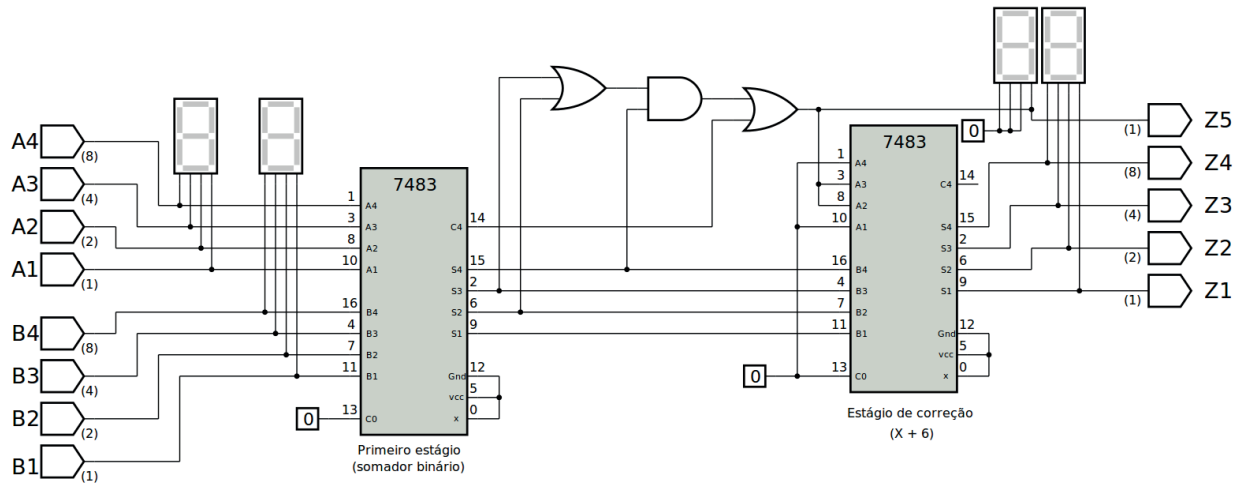 A4
(8)
A3
(4)
A2
(2)
A1
(1)
B4
(8)
B3
(4)
B2
(2)
B1
(1)
0
7483
1 A4
3 A3
8 A2
10 A1
16 B4
4 B3
7 B2
11 B1
13 C0
C4 14
S4 15
S3 2
S2 6
S1 9
Gnd 12
vcc 5
x 0
Primeiro estágio
(somador binário)
0
0
7483
1 A4
3 A3
8 A2
10 A1
16 B4
4 B3
7 B2
11 B1
13 C0
C4 14
S4 15
S3 2
S2 6
S1 9
Gnd 12
vcc 5
x 0
Estágio de correção
(X + 6)
Z5
(1)
Z4
(8)
Z3
(4)
Z2
(2)
Z1
(1)